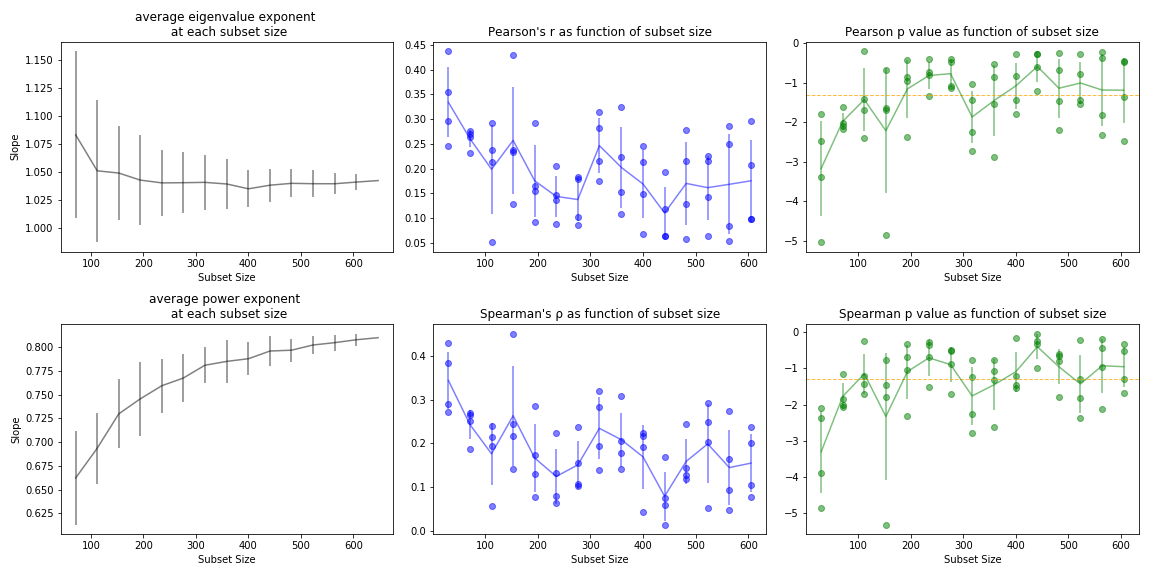 average eigenvalue exponent
at each subset size
Slope
1.150
1.125
1.100
1.075
1.050
1.025
1.000
100 200 300 400 500 600
Subset Size
Pearson's r as function of subset size
0.45
0.40
0.35
0.30
0.25
0.20
0.15
0.10
0.05
100 200 300 400 500 600
Subset Size
Pearson p value as function of subset size
0
−1
−2
−3
−4
−5
100 200 300 400 500 600
Subset Size
average power exponent
at each subset size
Slope
0.800
0.775
0.750
0.725
0.700
0.675
0.650
0.625
100 200 300 400 500 600
Subset Size
Spearman's ρ as function of subset size
0.4
0.3
0.2
0.1
0.0
100 200 300 400 500 600
Subset Size
Spearman p value as function of subset size
0
−1
−2
−3
−4
−5
100 200 300 400 500 600
Subset Size